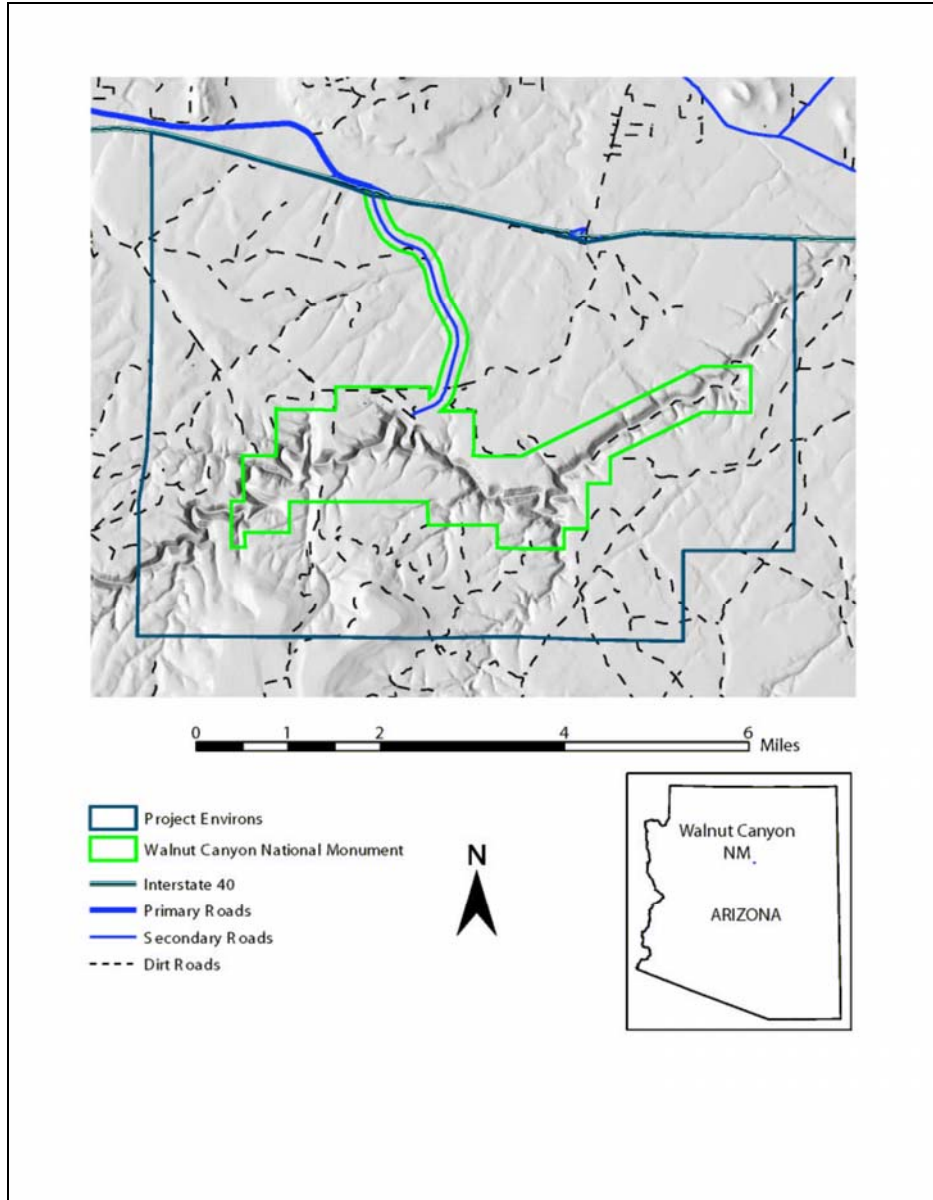 0 1 2 4 6 Miles
Project Environs
Walnut Canyon National Monument
Interstate 40
Primary Roads
Secondary Roads
Dirt Roads
N
Walnut Canyon
NM
ARIZONA